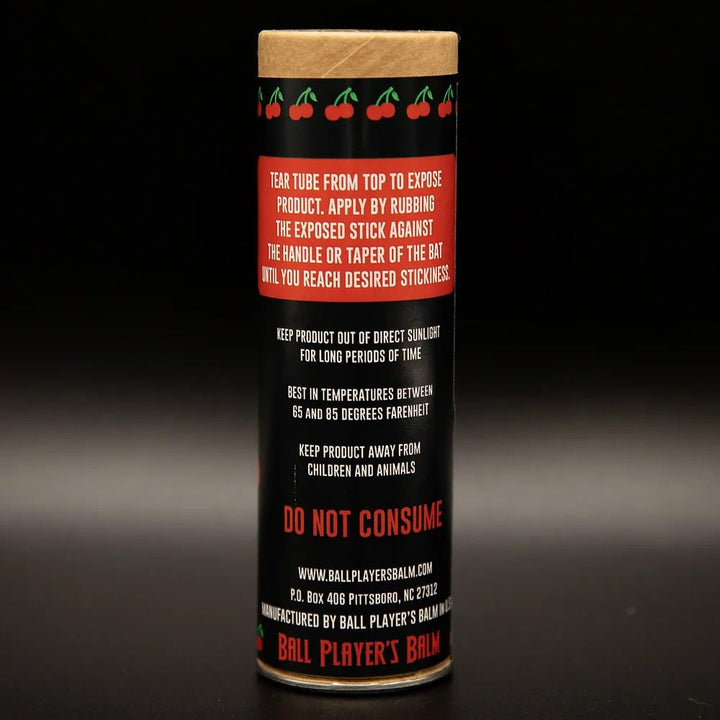 TEAR TUBE FROM TOP TO EXPOSE
PRODUCT. APPLY BY RUBBING
THE EXPOSED STICK AGAINST
THE HANDLE OR TAPER OF THE BAT
UNTIL YOU REACH DESIRED STICKINESS.
KEEP PRODUCT OUT OF DIRECT SUNLIGHT
FOR LONG PERIODS OF TIME
BEST IN TEMPERATURES BETWEEN
65 AND 85 DEGREES FARENHEIT
KEEP PRODUCT AWAY FROM
CHILDREN AND ANIMALS
DO NOT CONSUME
WWW.BALLPLAYERSBALM.COM
P.O. BOX 406 PITTSBORO, NC 27312
MANUFACTURED BY BALL PLAYER'S BALM IN
BALL PLAYER'S BALM